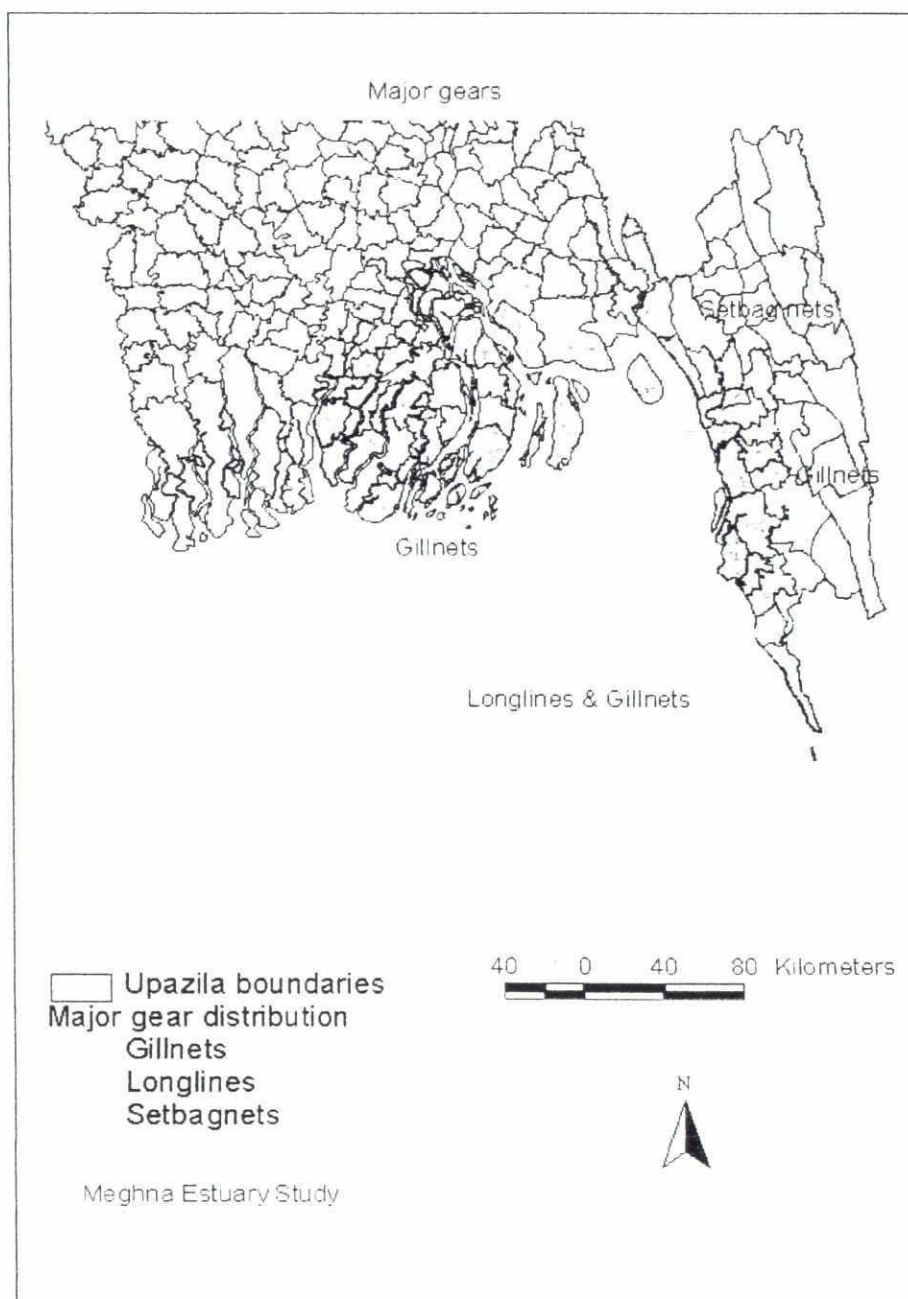 Major gears
Setbagnets
Gillnets
Gillnets
Longlines & Gillnets
40 0 40 80 Kilometers
Upazila boundaries
Major gear distribution
Gillnets
Longlines
Setbagnets
N
Meghna Estuary Study